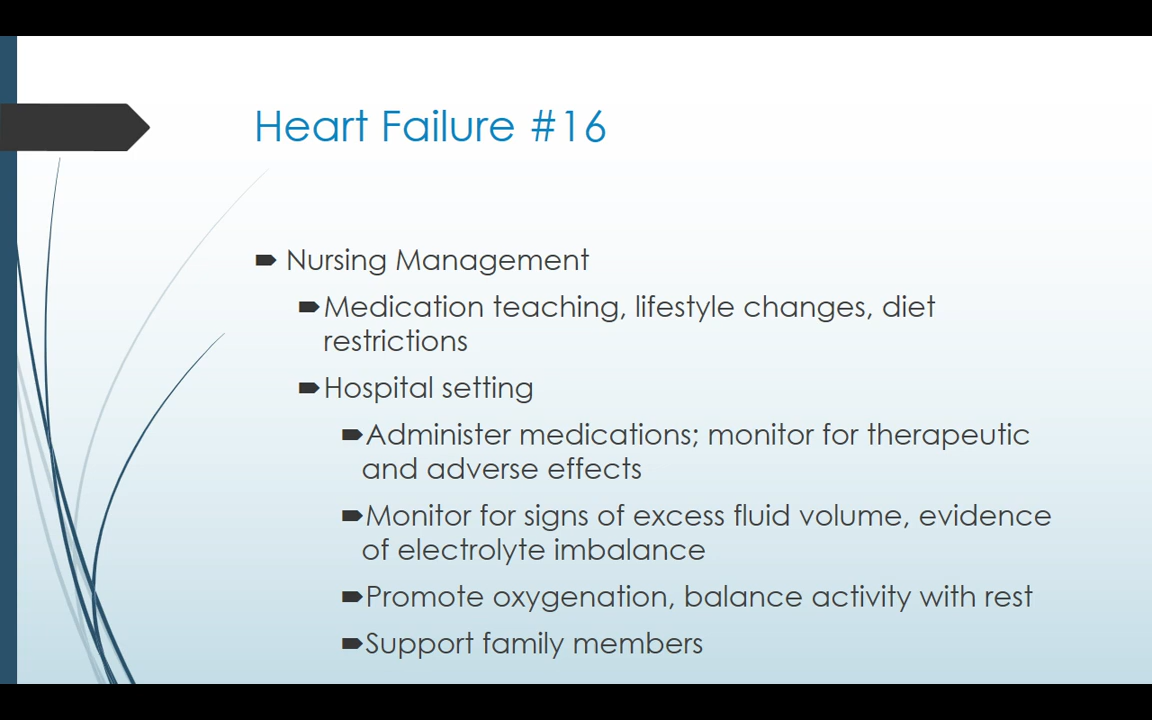 Heart Failure #16
Nursing Management
Medication teaching, lifestyle changes, diet
restrictions
Hospital setting
Administer medications; monitor for therapeutic
and adverse effects
Monitor for signs of excess fluid volume, evidence
of electrolyte imbalance
Promote oxygenation, balance activity with rest
Support family members